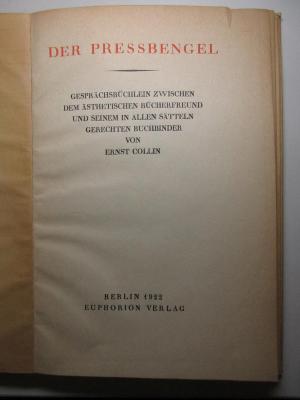 DER PRESSBENGEL
GESPRÄCHSBÜCHLEIN ZWISCHEN
DEM ÄSTHETISCHEN BÜCHERFREUND
UND SEINEM IN ALLEN SÄTTELN
GERECHTEN BUCHBINDER
VON
ERNST COLLIN
BERLIN 1922
EUPHORION VERLAG